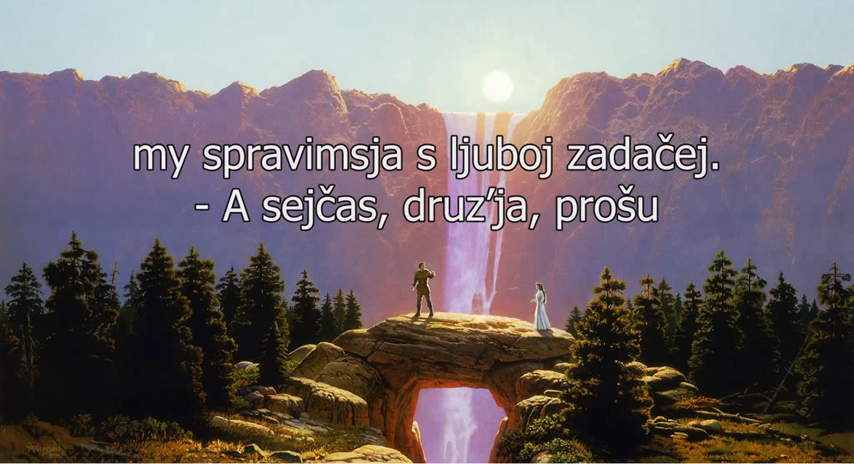 my spravimsja s ljuboj zadačej.
- A sejčas, druz’ja, prošu